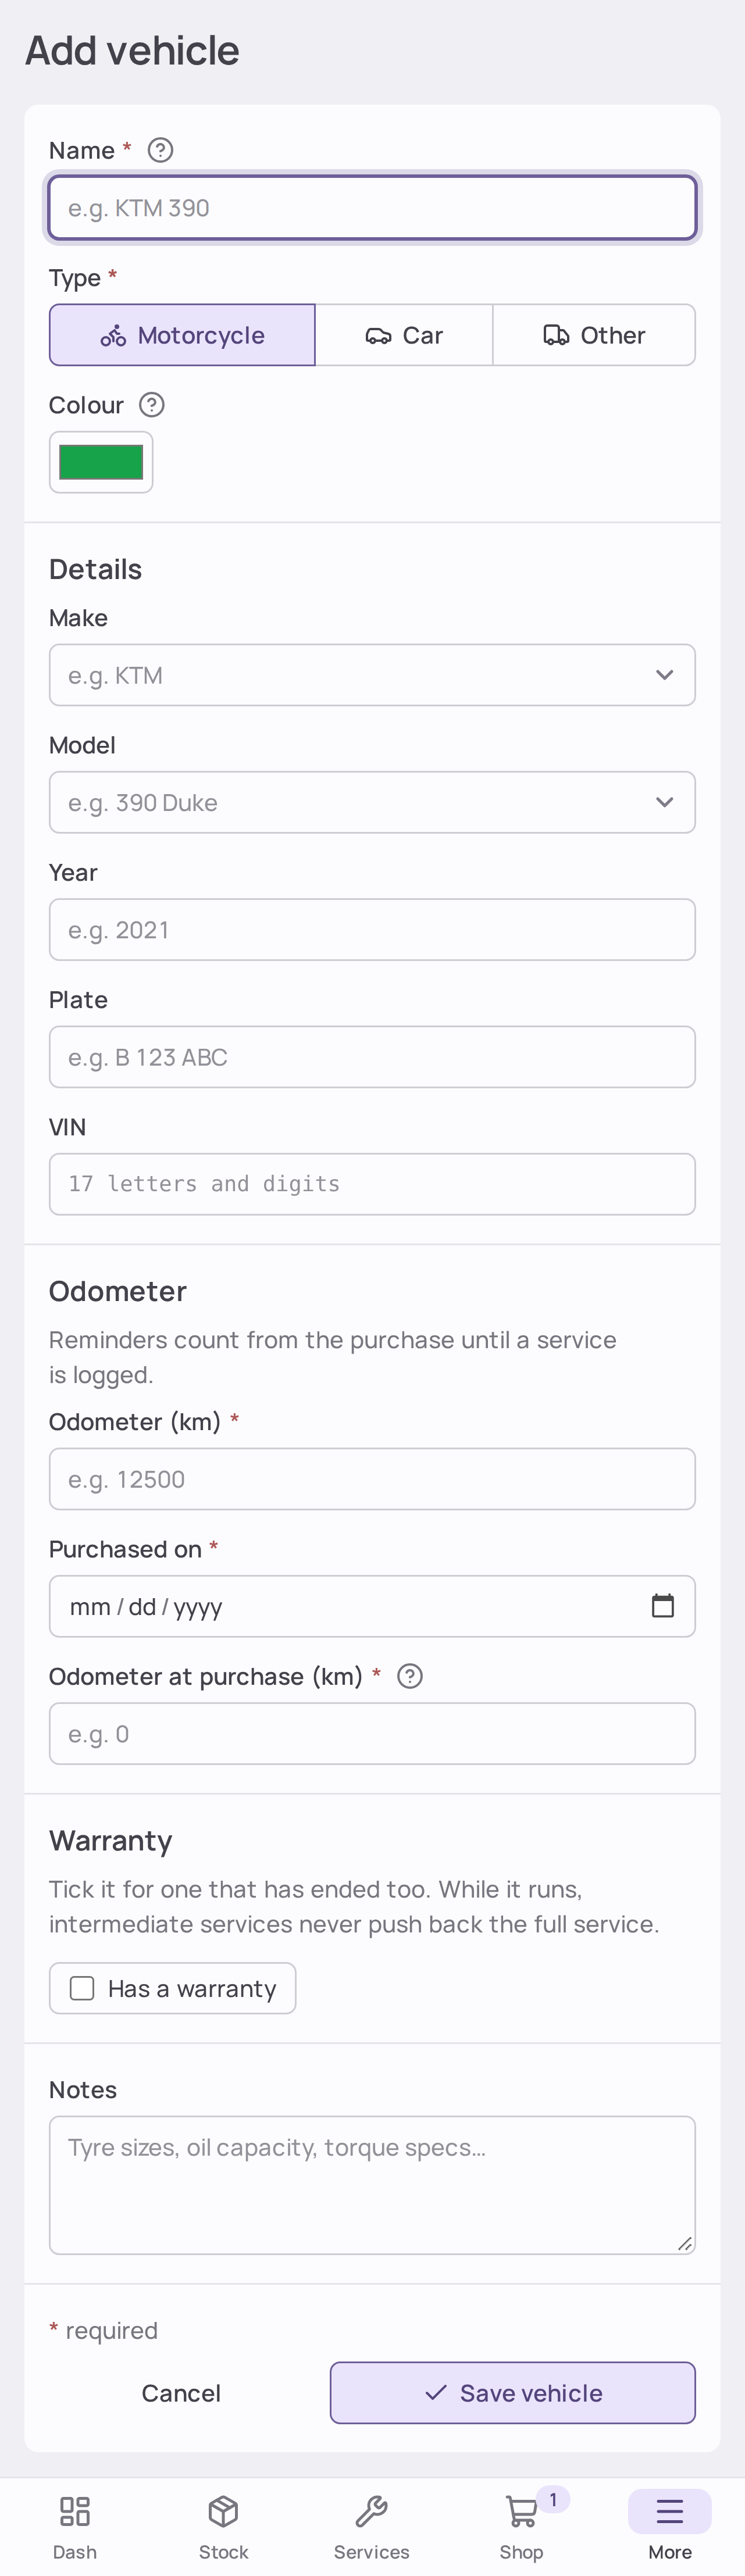 Add vehicle
Name *
e.g. KTM 390
Type *
Motorcycle Car Other
Colour
Details
Make
e.g. KTM
Model
e.g. 390 Duke
Year
e.g. 2021
Plate
e.g. B 123 ABC
VIN
17 letters and digits
Odometer
Reminders count from the purchase until a service
is logged.
Odometer (km) *
e.g. 12500
Purchased on *
mm / dd / yyyy
Odometer at purchase (km) *
e.g. 0
Warranty
Tick it for one that has ended too. While it runs,
intermediate services never push back the full service.
Has a warranty
Notes
Tyre sizes, oil capacity, torque specs...
* required
Cancel Save vehicle
1
Dash Stock Services Shop More